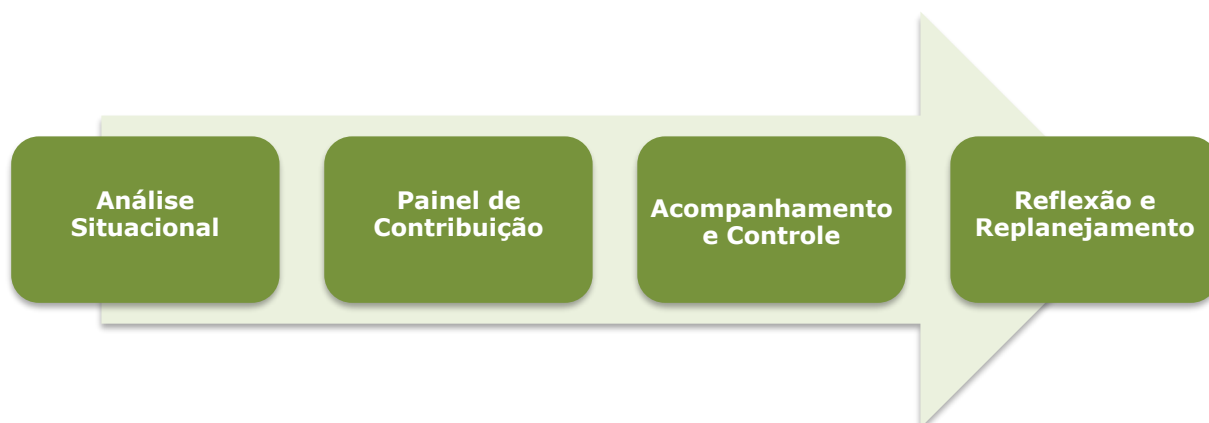 Análise
Situacional
Painel de
Contribuição
Acompanhamento
e Controle
Reflexão e
Replanejamento